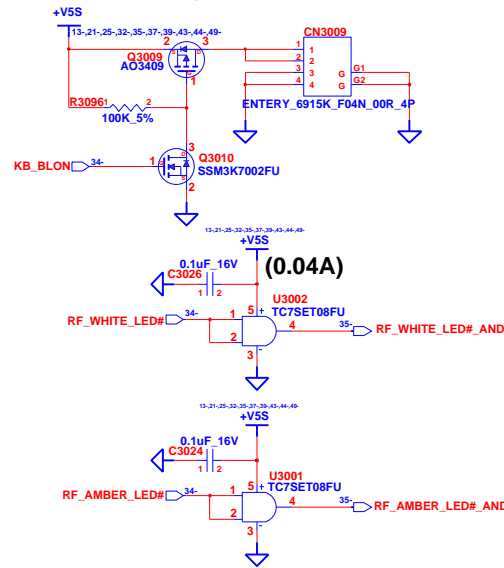 +V5S
13-,21-,25-,32-,35-,37-,39-,43-,44-,49-
2 3
Q3009
AO3409
1
CN3009
1 1
2 2
3 3 G G1
4 4 G G2
ENTERY_6915K_F04N_00R_4P
R3096 1 2
100K_5%
3
KB_BLON 34- 1 Q3010
SSM3K7002FU
2
13-,21-,25-,32-,35-,37-,39-,43-,44-,49-
+V5S
(0.04A)
0.1uF_16V
C3026
1 2
U3002
5 + TC7SET08FU
RF_WHITE_LED# 34- 1
4 35- RF_WHITE_LED#_AND
2
3 -
13-,21-,25-,32-,35-,37-,39-,43-,44-,49-
+V5S
0.1uF_16V
C3024
1 2
U3001
5 + TC7SET08FU
RF_AMBER_LED# 34- 1
4 35- RF_AMBER_LED#_AND
2
3 -